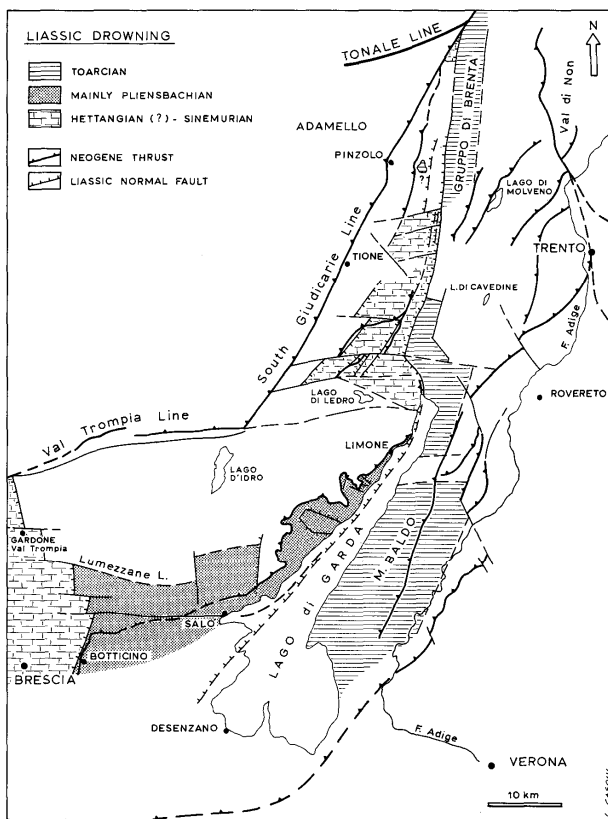 LIASSIC DROWNING
TOARCIAN
MAINLY PLIENSBACHIAN
HETTANGIAN (?) - SINEMURIAN
NEOGENE THRUST
LIASSIC NORMAL FAULT
TONALE LINE
N
Val di Non
ADAMELLO
PINZOLO
?
GRUPPO DI BRENTA
LAGO DI
MOLVENO
TRENTO
TIONE
L. DI CAVEDINE
South Giudicarie Line
F. Adige
LAGO
DI LEDRO
ROVERETO
Val Trompia Line
LIMONE
LAGO
D'IDRO
GARDONE
Val Trompia
Lumezzane L.
M. BALDO
LAGO di GARDA
SALO'
BOTTICINO
BRESCIA
DESENZANO
F. Adige
VERONA
10 km